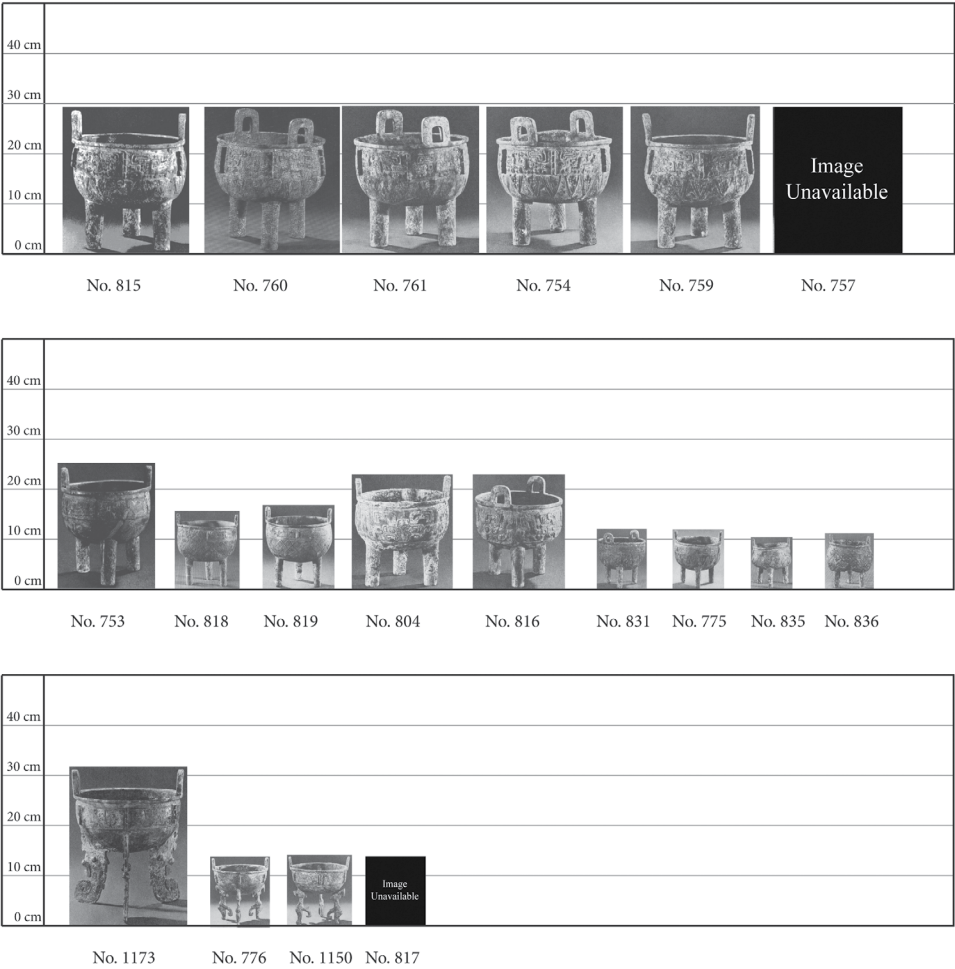 40 cm
30 cm
20 cm
10 cm
0 cm
Image
Unavailable
No. 815 No. 760 No. 761 No. 754 No. 759 No. 757
40 cm
30 cm
20 cm
10 cm
0 cm
No. 753 No. 818 No. 819 No. 804 No. 816 No. 831 No. 775 No. 835 No. 836
40 cm
30 cm
20 cm
10 cm
0 cm
Image
Unavailable
No. 1173 No. 776 No. 1150 No. 817